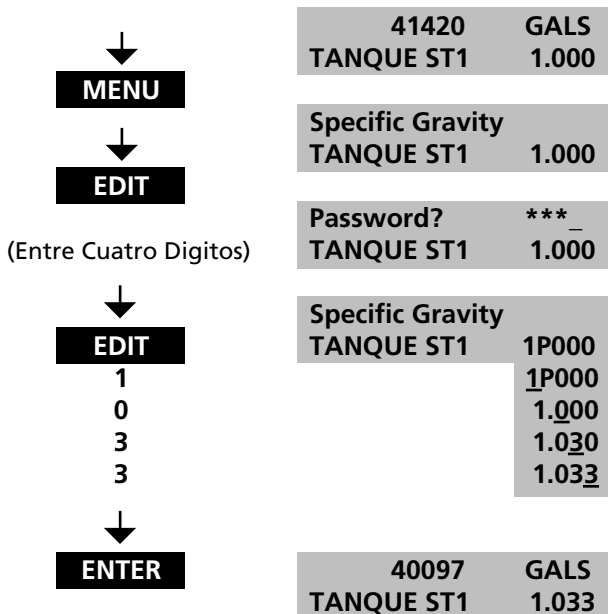 41420 GALS
TANQUE ST1 1.000
MENU
Specific Gravity
TANQUE ST1 1.000
EDIT
Password? ***_
TANQUE ST1 1.000
(Entre Cuatro Digitos)
Specific Gravity
EDIT TANQUE ST1 1P000
1 1P000
0 1.000
3 1.030
3 1.033
ENTER 40097 GALS
TANQUE ST1 1.033